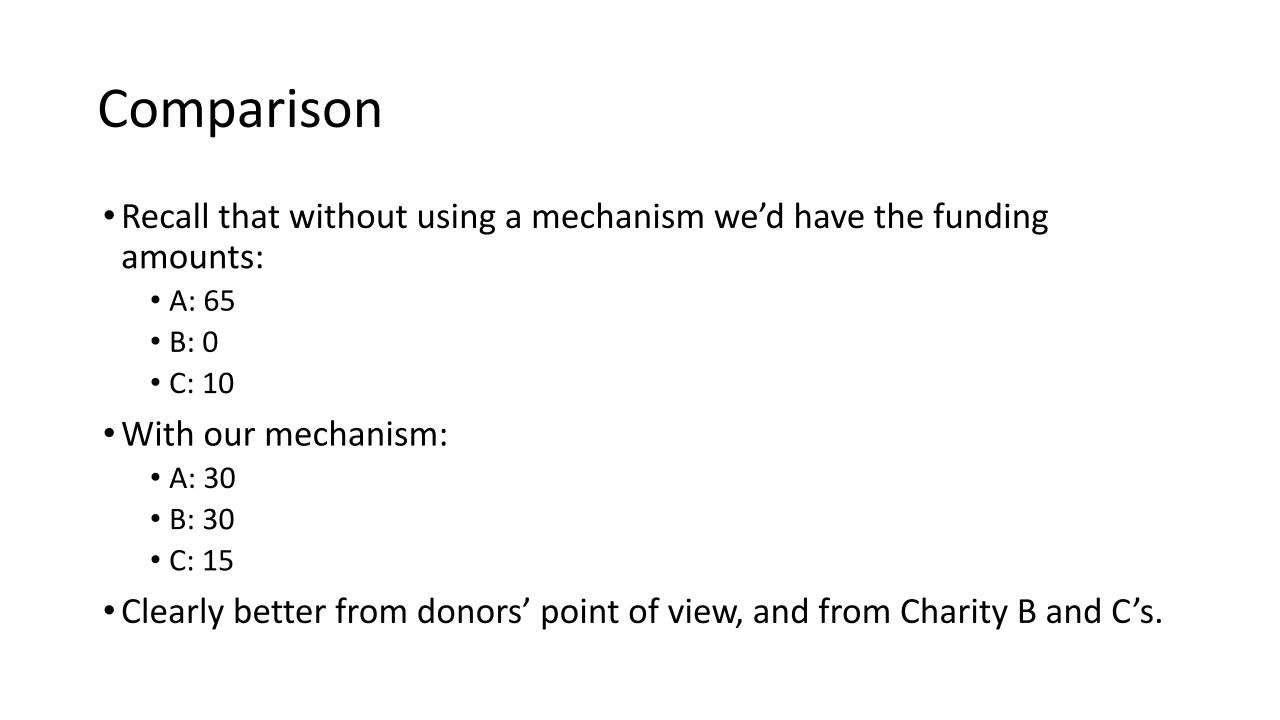 Comparison
•Recall that without using a mechanism we’d have the funding
amounts:
• A: 65
• B: 0
• C: 10
•With our mechanism:
• A: 30
• B: 30
• C: 15
•Clearly better from donors’ point of view, and from Charity B and C’s.